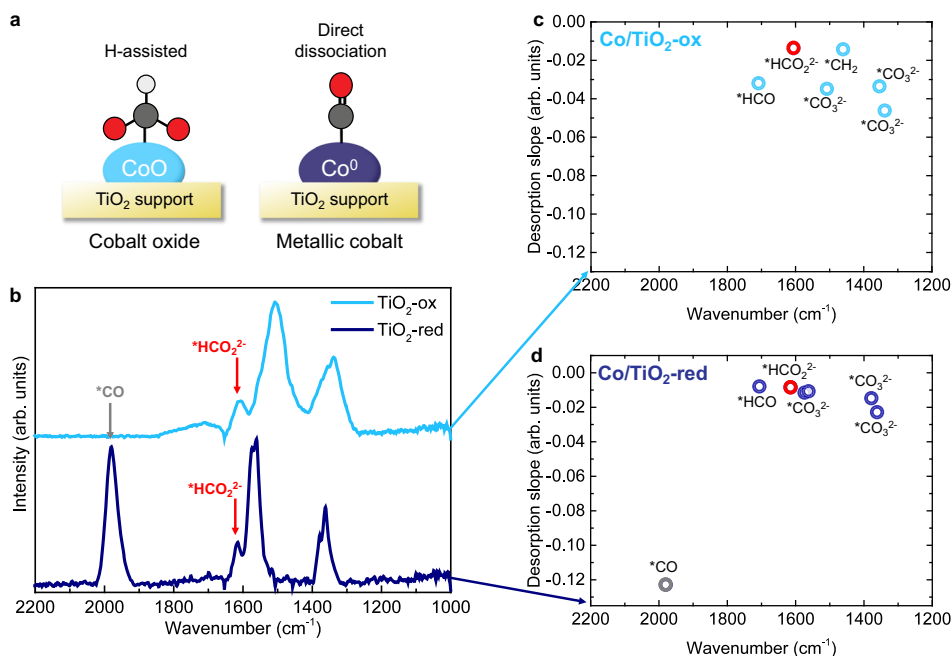 a
H-assisted
Direct
dissociation
CoO
Co⁰
TiO₂ support
TiO₂ support
Cobalt oxide
Metallic cobalt
b
TiO₂-ox
TiO₂-red
*HCO₂²⁻
*CO
*HCO₂²⁻
Intensity (arb. units)
2200 2000 1800 1600 1400 1200 1000
Wavenumber (cm⁻¹)
c
Co/TiO₂-ox
*HCO₂²⁻
*CH₂
*CO₃²⁻
*HCO
*CO₃²⁻
*CO₃²⁻
Desorption slope (arb. units)
0.00
-0.02
-0.04
-0.06
-0.08
-0.10
-0.12
2200 2000 1800 1600 1400 1200
Wavenumber (cm⁻¹)
d
Co/TiO₂-red
*HCO₂²⁻
*CO₃²⁻
*HCO
*CO₃²⁻
*CO₃²⁻
*CO
Desorption slope (arb. units)
0.00
-0.02
-0.04
-0.06
-0.08
-0.10
-0.12
2200 2000 1800 1600 1400 1200
Wavenumber (cm⁻¹)